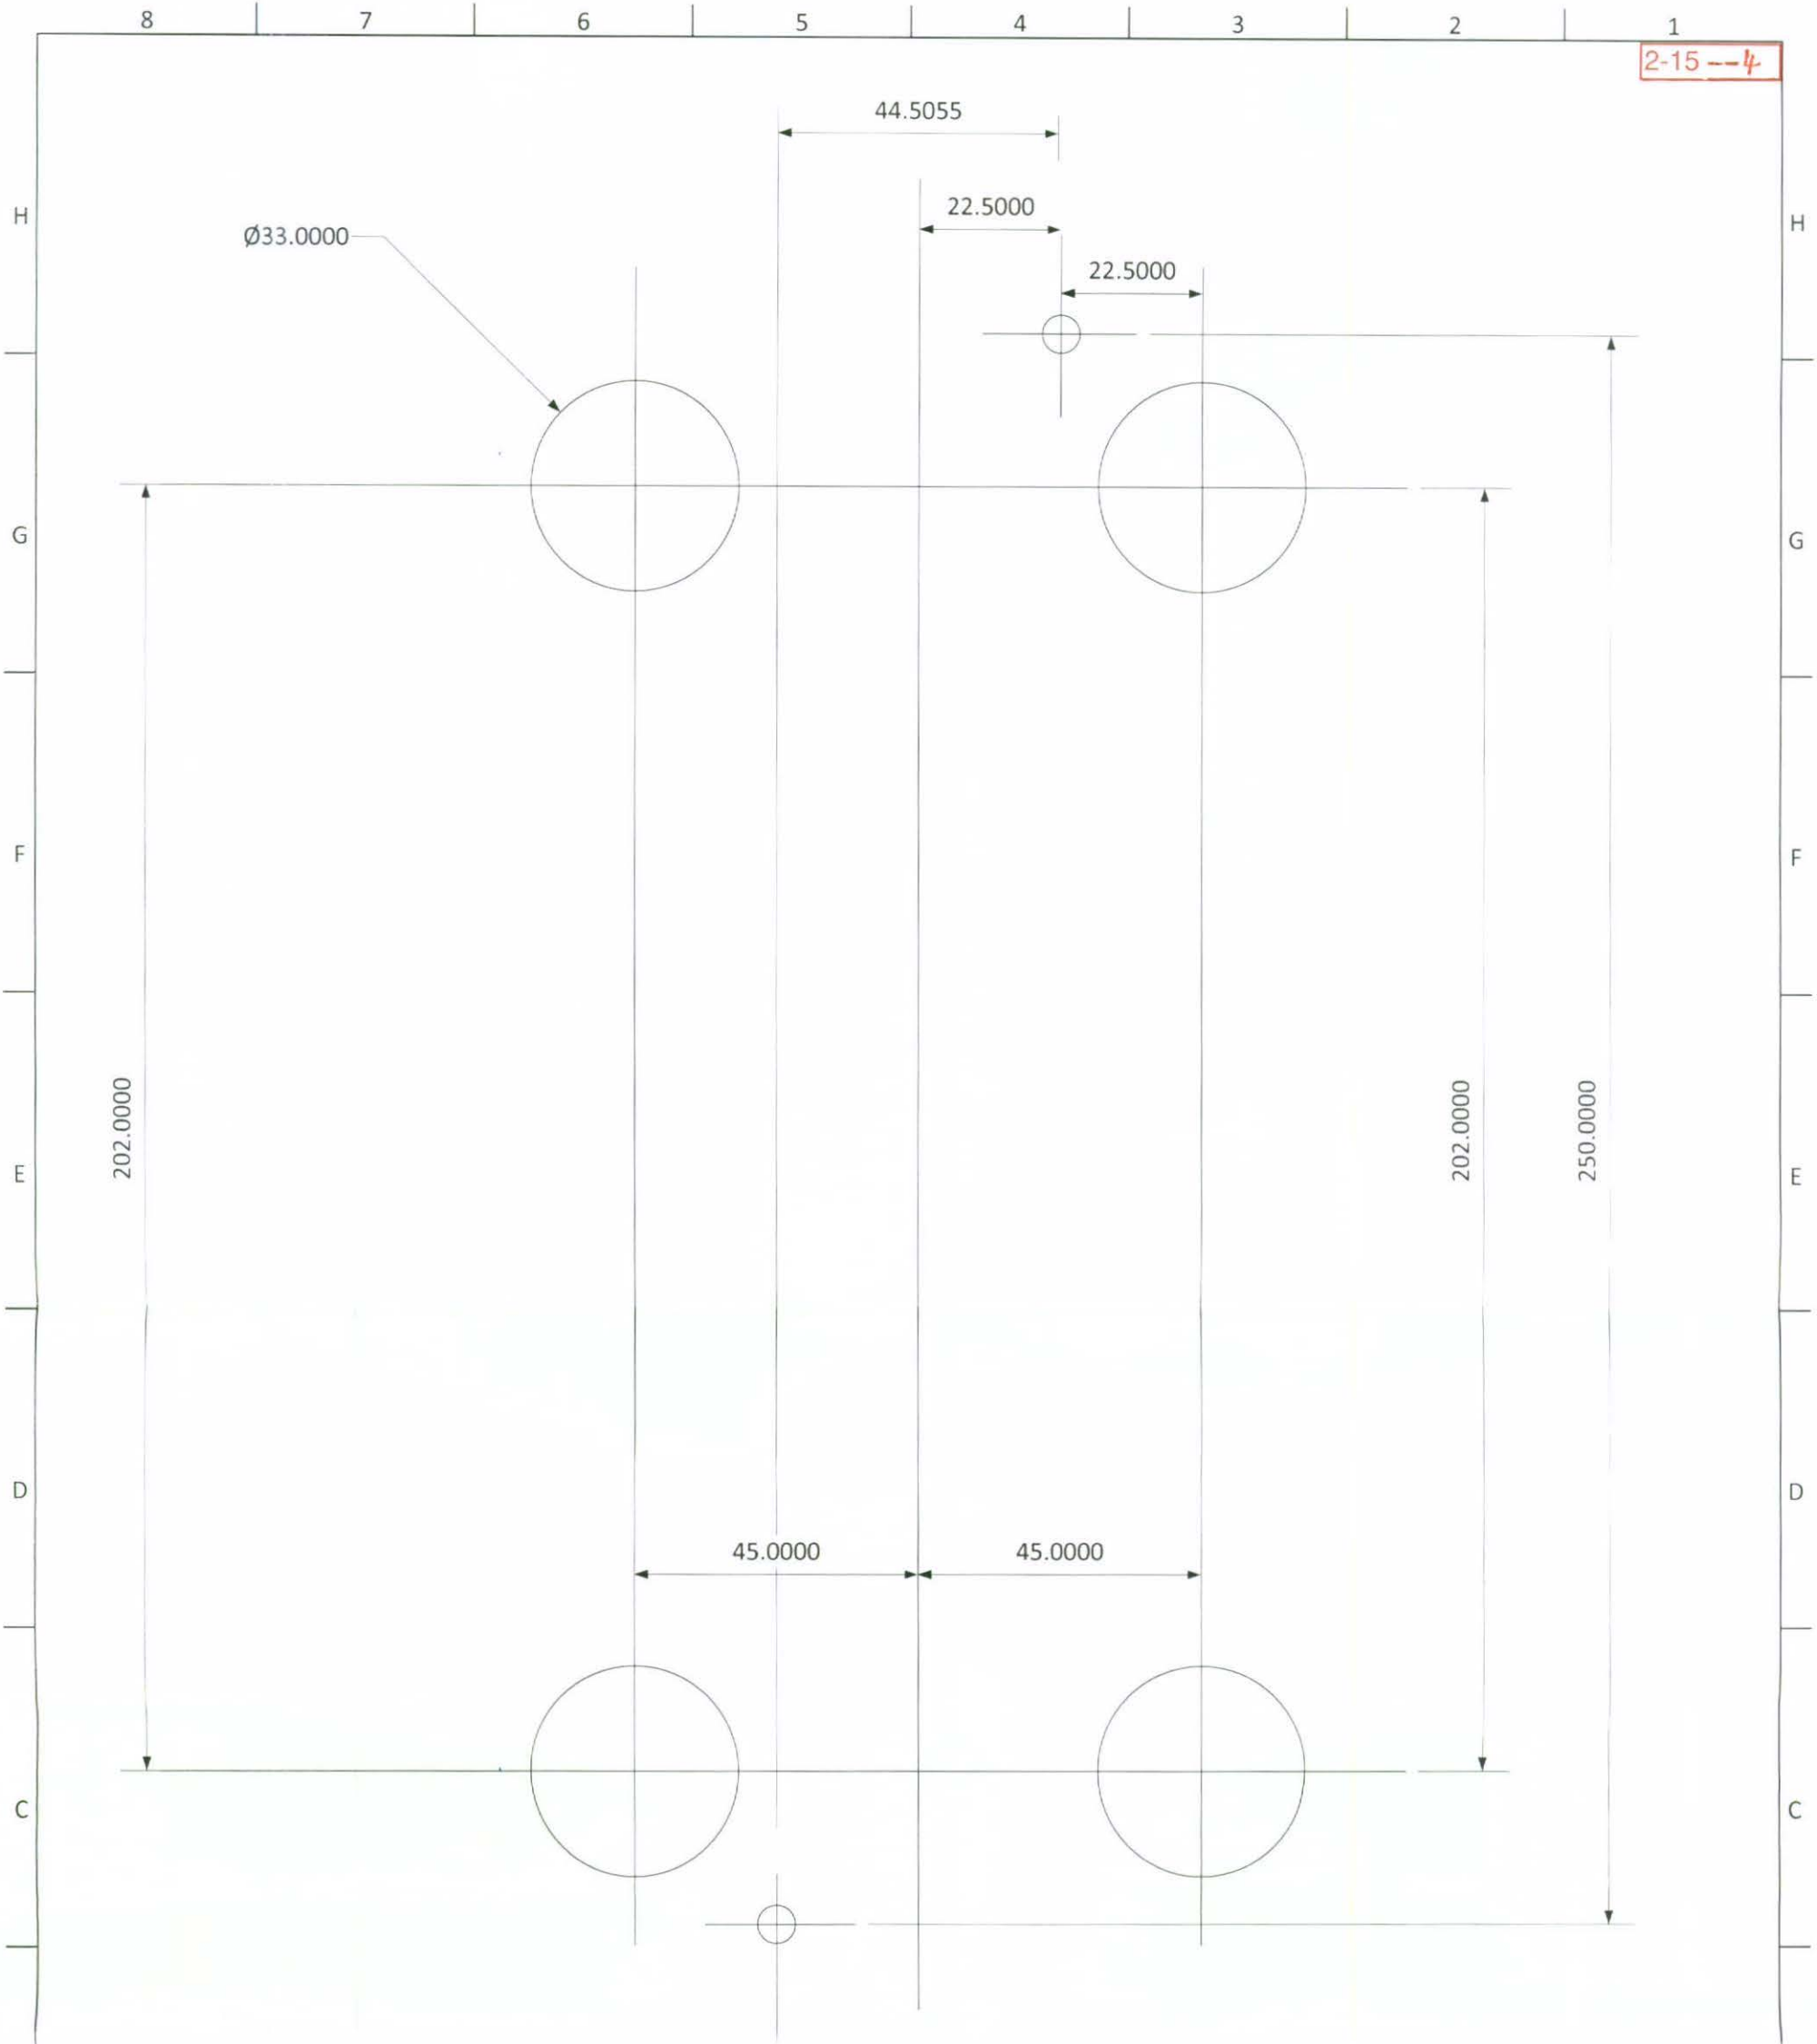 8 7 6 5 4 3 2 1
2-15 --4
44.5055
H 22.5000 H
Ø33.0000
22.5000
G G
F F
202.0000 202.0000 250.0000
E E
D D
45.0000 45.0000
C C